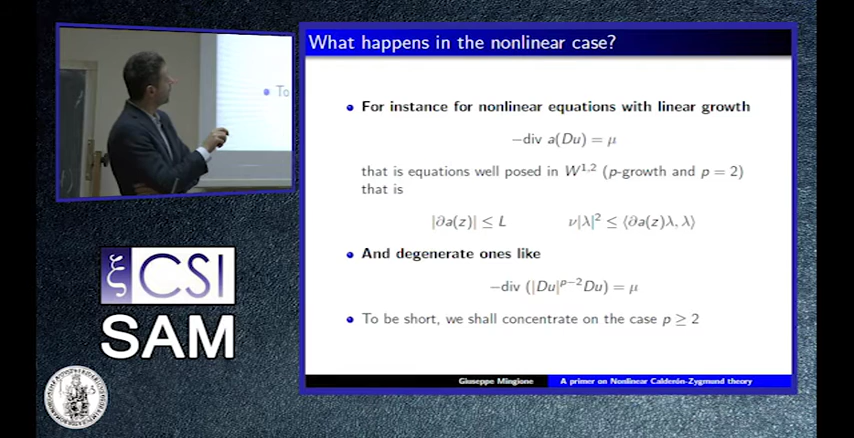 What happens in the nonlinear case?
For instance for nonlinear equations with linear growth
−div a(Du) = μ
that is equations well posed in W^{1,2} (p-growth and p = 2)
that is
|∂a(z)| ≤ L ν|λ|² ≤ ⟨∂a(z)λ, λ⟩
And degenerate ones like
−div (|Du|^{p−2}Du) = μ
To be short, we shall concentrate on the case p ≥ 2
Giuseppe Mingione A primer on Nonlinear Calderón-Zygmund theory
To
ξ CSI
SAM